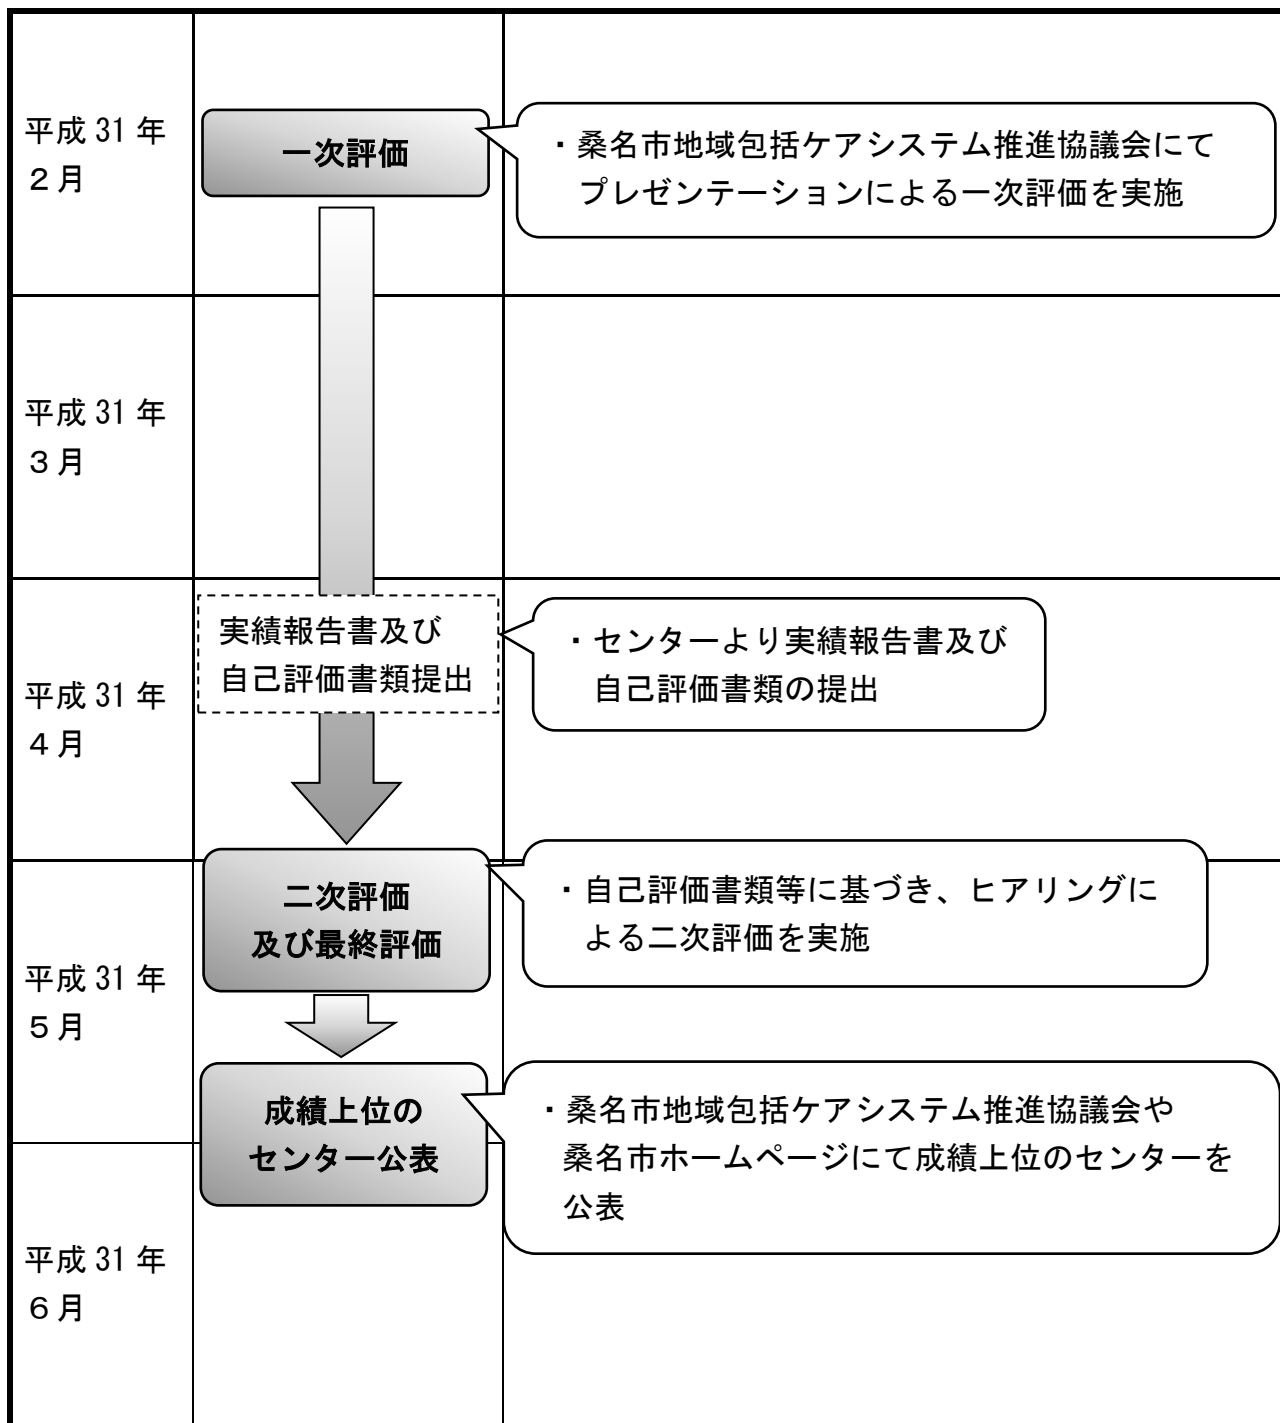 平成 31 年
２月
一次評価
・桑名市地域包括ケアシステム推進協議会にて
プレゼンテーションによる一次評価を実施
平成 31 年
３月
平成 31 年
４月
実績報告書及び
自己評価書類提出
・センターより実績報告書及び
自己評価書類の提出
平成 31 年
５月
二次評価
及び最終評価
・自己評価書類等に基づき、ヒアリングに
よる二次評価を実施
成績上位の
センター公表
・桑名市地域包括ケアシステム推進協議会や
桑名市ホームページにて成績上位のセンターを
公表
平成 31 年
６月